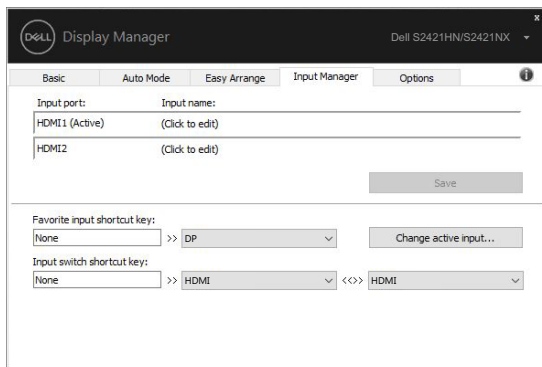 x
DELL Display Manager Dell S2421HN/S2421NX
Basic Auto Mode Easy Arrange Input Manager Options i
Input port: Input name:
HDMI1 (Active) (Click to edit)
HDMI2 (Click to edit)
Save
Favorite input shortcut key:
None >> DP Change active input...
Input switch shortcut key:
None >> HDMI <<>> HDMI